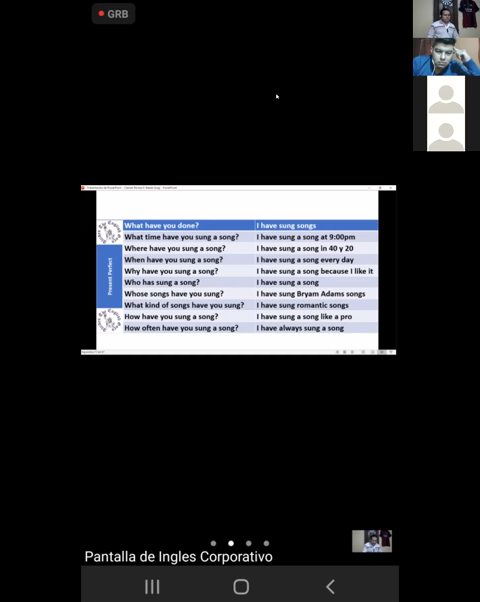 GRB
What have you done? I have sung songs
What time have you sung a song? I have sung a song at 9:00pm
Where have you sung a song? I have sung a song in 40 y 20
When have you sung a song? I have sung a song every day
Why have you sung a song? I have sung a song because I like it
Who has sung a song? I have sung a song
Whose songs have you sung? I have sung Bryam Adams songs
What kind of songs have you sung? I have sung romantic songs
How have you sung a song? I have sung a song like a pro
How often have you sung a song? I have always sung a song
Present Perfect
Pantalla de Ingles Corporativo